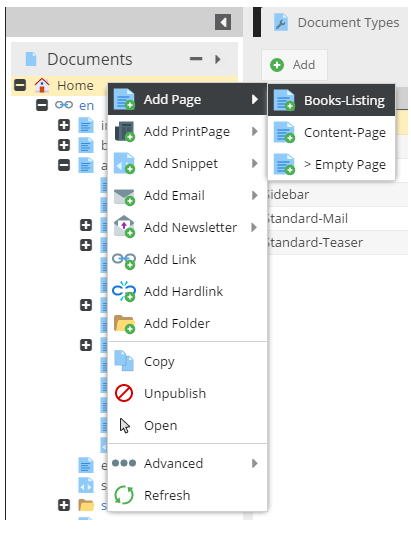 Document Types
Documents
Add
Home
en
Add Page
Add PrintPage
Add Snippet
Add Email
Add Newsletter
Add Link
Add Hardlink
Add Folder
Copy
Unpublish
Open
Advanced
Refresh
Books-Listing
Content-Page
> Empty Page
Sidebar
Standard-Mail
Standard-Teaser